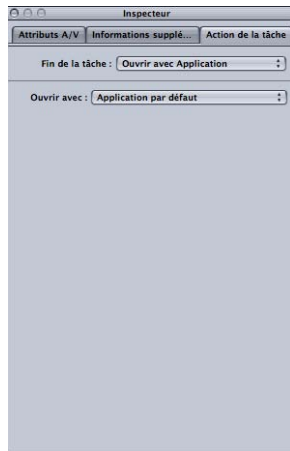 Inspecteur
Attributs A/V Informations supplé... Action de la tâche
Fin de la tâche : Ouvrir avec Application
Ouvrir avec : Application par défaut